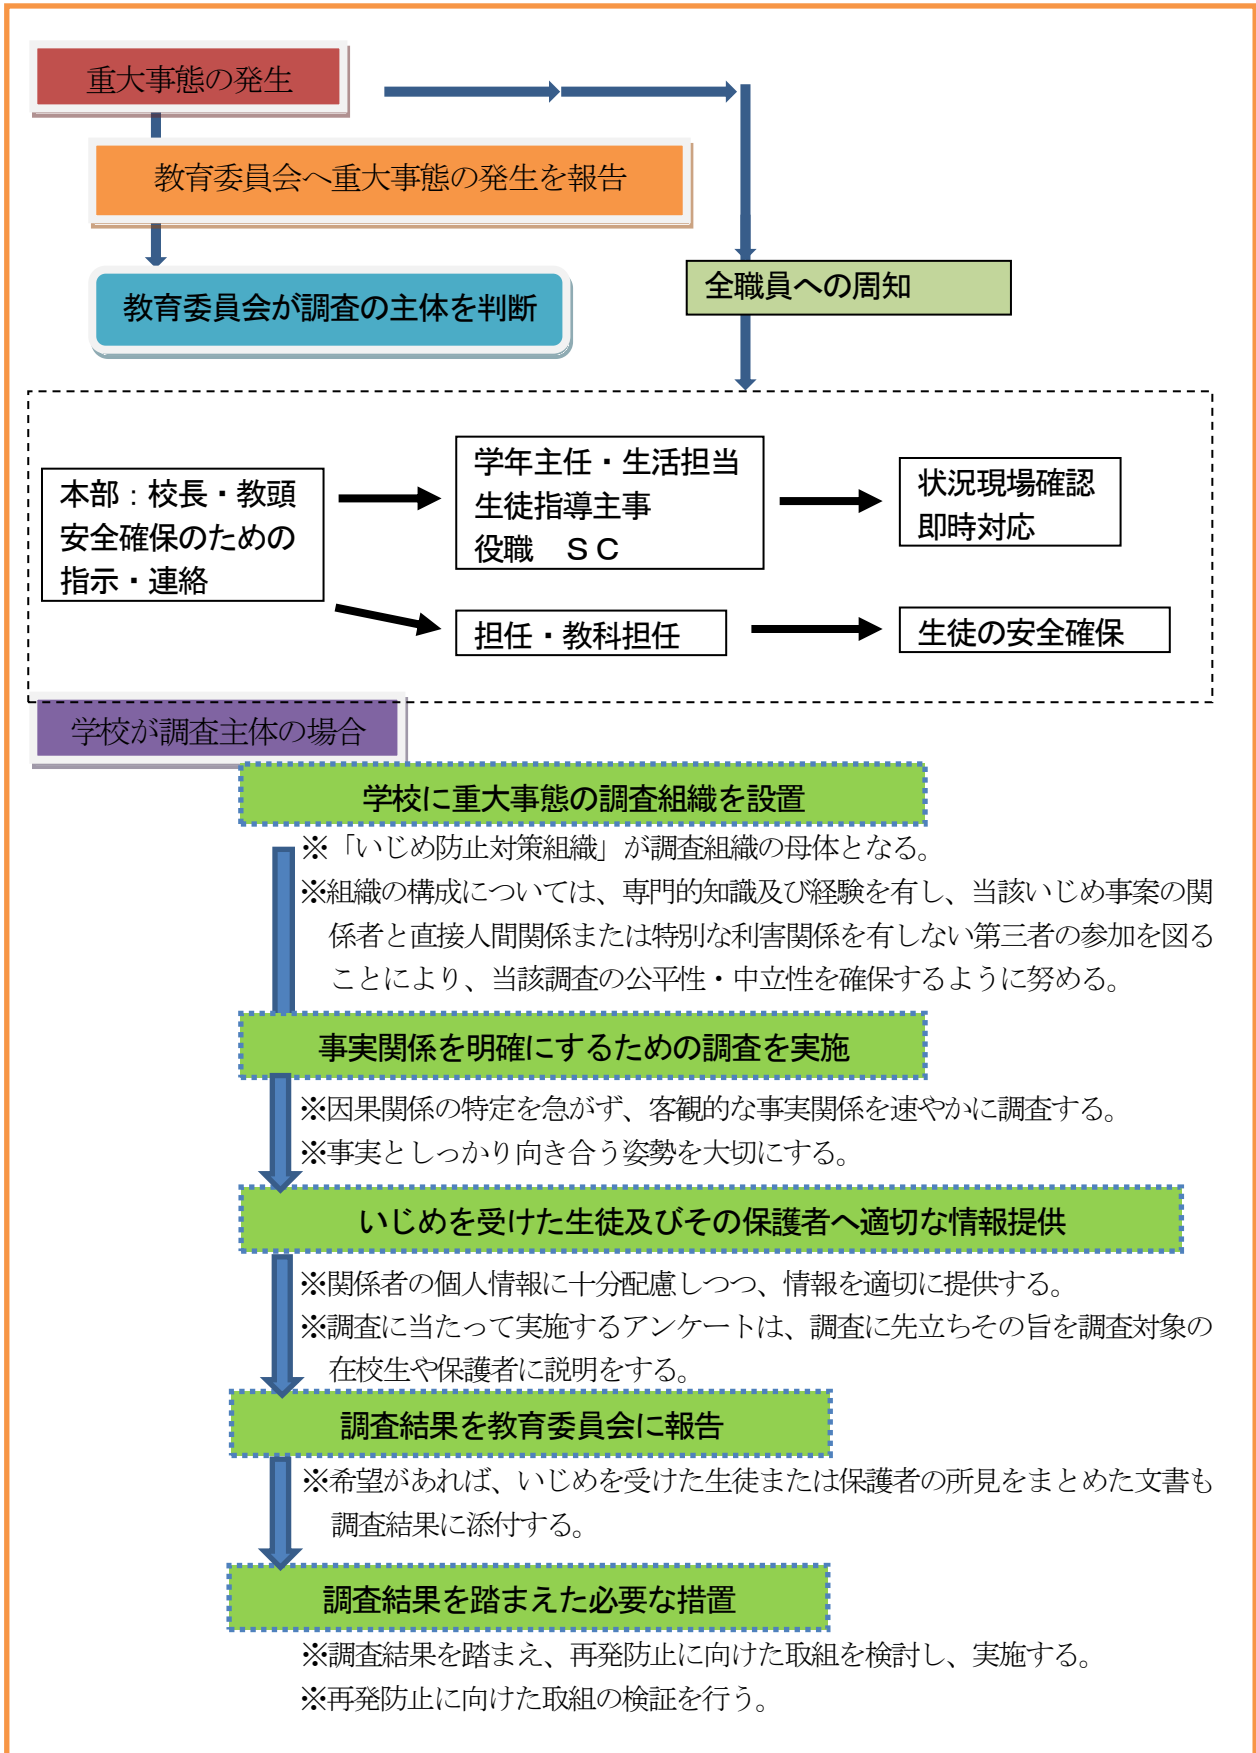 重大事態の発生
教育委員会へ重大事態の発生を報告
教育委員会が調査の主体を判断
全職員への周知
本部：校長・教頭
安全確保のための
指示・連絡
学年主任・生活担当
生徒指導主事
役職　ＳＣ
状況現場確認
即時対応
担任・教科担任
生徒の安全確保
学校が調査主体の場合
学校に重大事態の調査組織を設置
※「いじめ防止対策組織」が調査組織の母体となる。
※組織の構成については、専門的知識及び経験を有し、当該いじめ事案の関
係者と直接人間関係または特別な利害関係を有しない第三者の参加を図る
ことにより、当該調査の公平性・中立性を確保するように努める。
事実関係を明確にするための調査を実施
※因果関係の特定を急がず、客観的な事実関係を速やかに調査する。
※事実としっかり向き合う姿勢を大切にする。
いじめを受けた生徒及びその保護者へ適切な情報提供
※関係者の個人情報に十分配慮しつつ、情報を適切に提供する。
※調査に当たって実施するアンケートは、調査に先立ちその旨を調査対象の
在校生や保護者に説明をする。
調査結果を教育委員会に報告
※希望があれば、いじめを受けた生徒または保護者の所見をまとめた文書も
調査結果に添付する。
調査結果を踏まえた必要な措置
※調査結果を踏まえ、再発防止に向けた取組を検討し、実施する。
※再発防止に向けた取組の検証を行う。